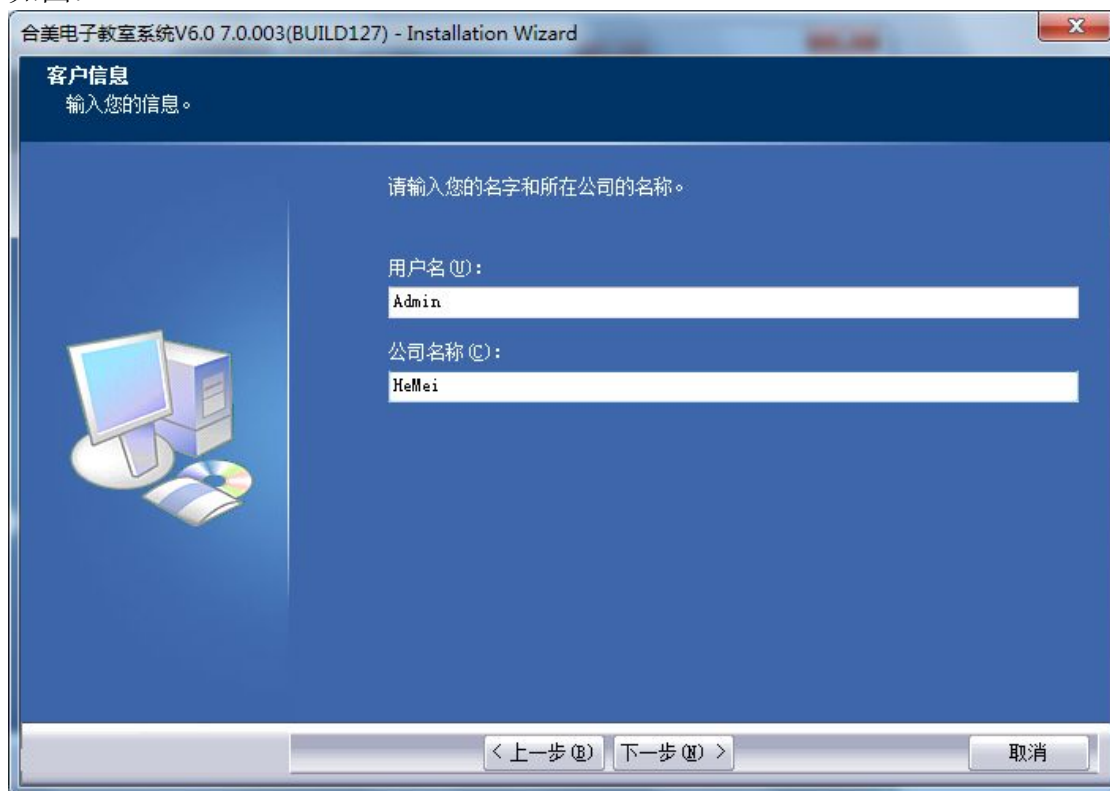 合美电子教室系统V6.0 7.0.003(BUILD127) - Installation Wizard
客户信息
输入您的信息。
请输入您的名字和所在公司的名称。
用户名(U):
Admin
公司名称(C):
HeMei
< 上一步(B)
下一步(N) >
取消